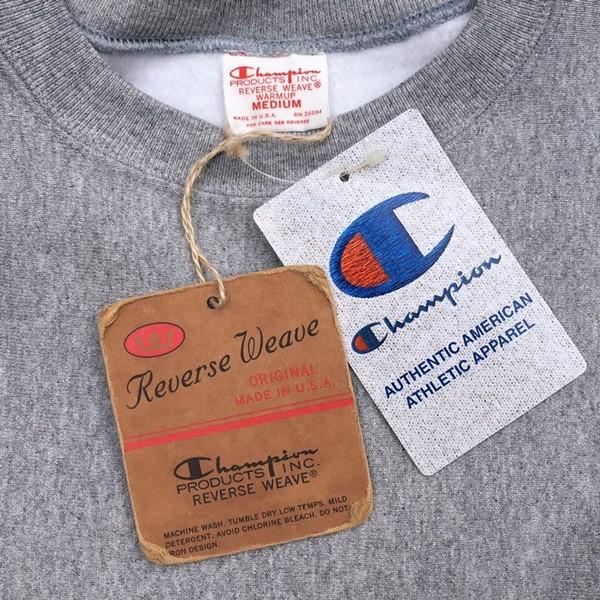 Champion
PRODUCTS INC.
REVERSE WEAVE®
WARMUP
MEDIUM
MADE IN U.S.A. RN 26094
FOR CARE SEE REVERSE
Reverse Weave
ORIGINAL
MADE IN U.S.A.
Champion
PRODUCTS INC.
REVERSE WEAVE®
MACHINE WASH, TUMBLE DRY LOW TEMPS, MILD
DETERGENT. AVOID CHLORINE BLEACH. DO NOT
IRON DESIGN.
Champion
AUTHENTIC AMERICAN
ATHLETIC APPAREL